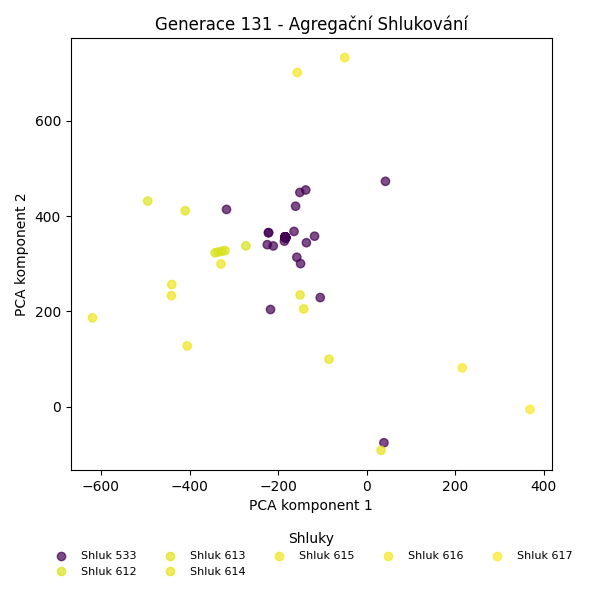 Generace 131 - Agregační Shlukování
PCA komponent 2
600
400
200
0
−600 −400 −200 0 200 400
PCA komponent 1
Shluky
Shluk 533 Shluk 613 Shluk 615 Shluk 616 Shluk 617
Shluk 612 Shluk 614